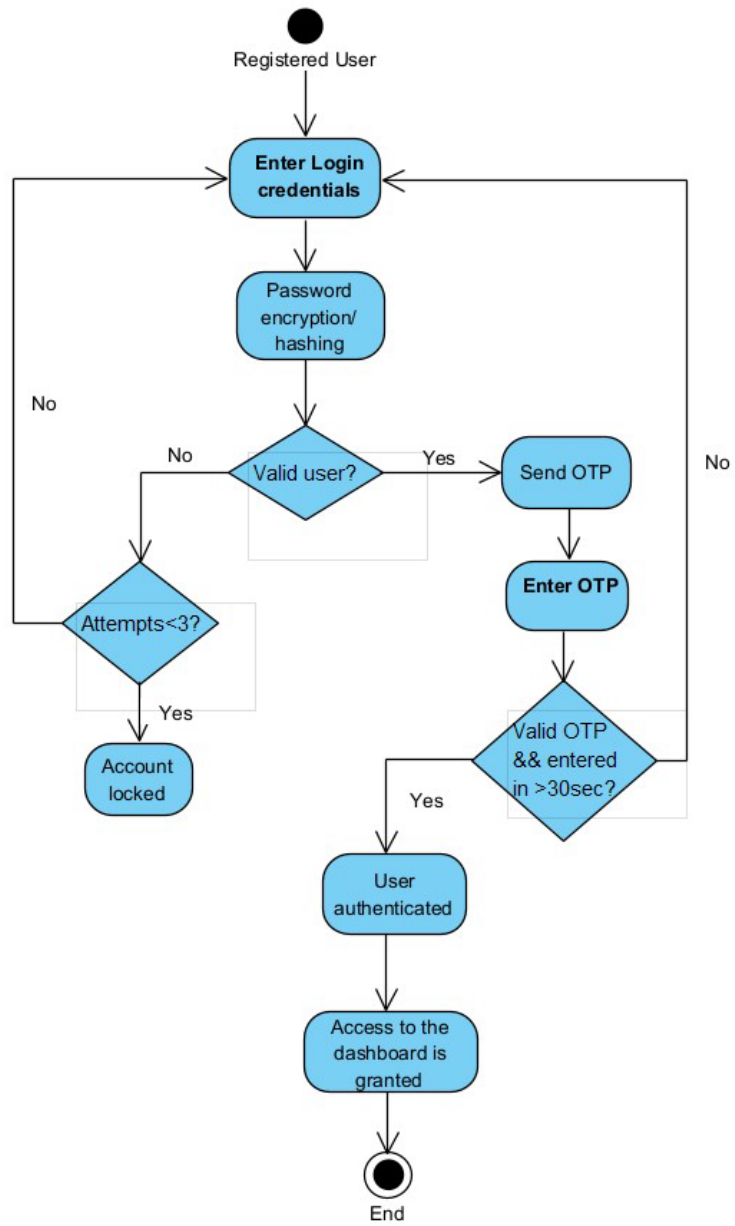 Registered User
Enter Login
credentials
Password
encryption/
hashing
No
No
Valid user?
Yes
Send OTP
No
Enter OTP
Attempts<3?
Yes
Account
locked
Valid OTP
&& entered
in >30sec?
Yes
User
authenticated
Access to the
dashboard is
granted
End